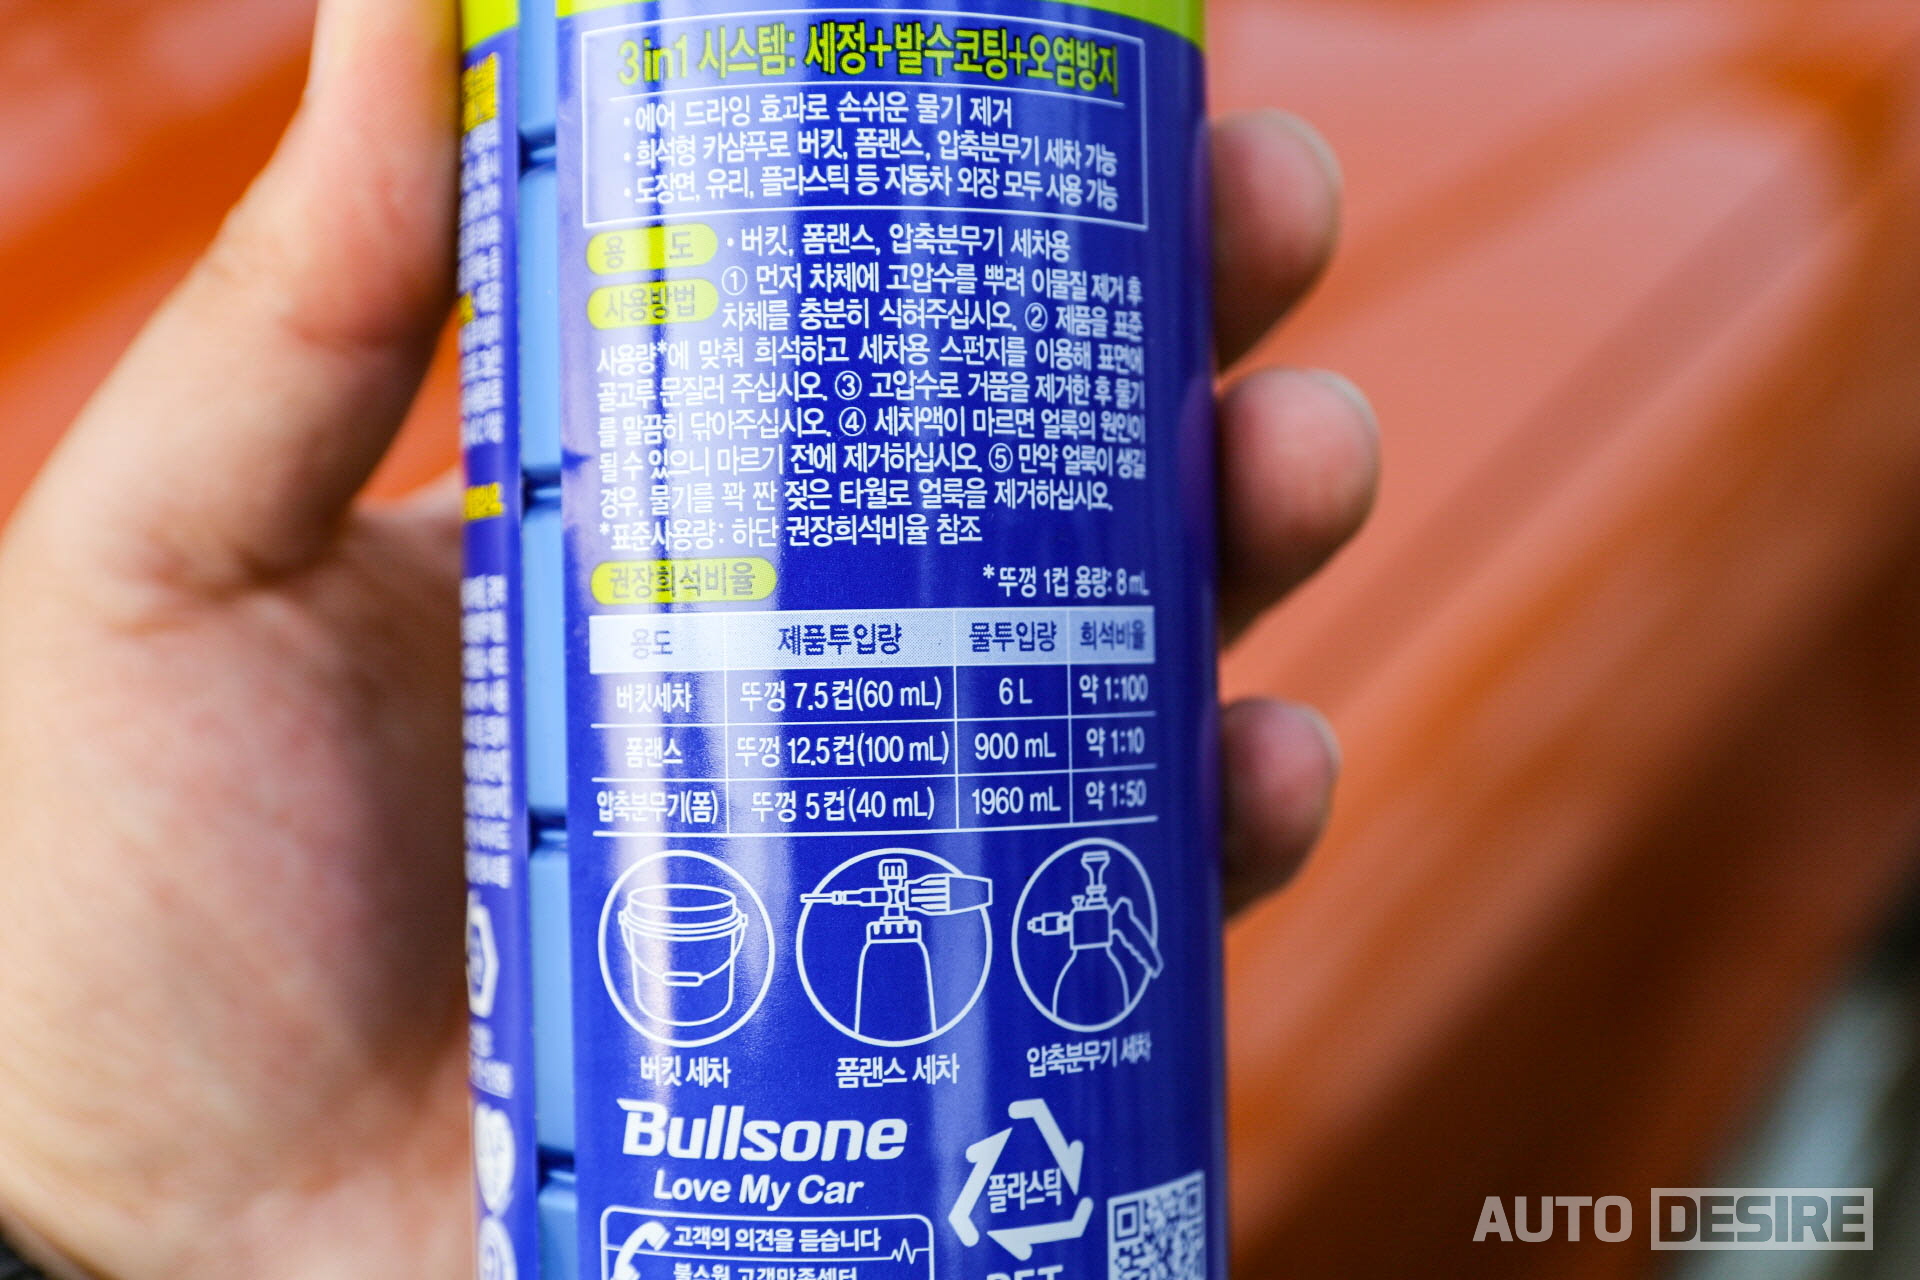 3in1 시스템: 세정+발수코팅+오염방지
• 에어 드라잉 효과로 손쉬운 물기 제거
• 희석형 카샴푸로 버킷, 폼랜스, 압축분무기 세차 가능
• 도장면, 유리, 플라스틱 등 자동차 외장 모두 사용 가능
용 도 • 버킷, 폼랜스, 압축분무기 세차용
사용방법 ① 먼저 차체에 고압수를 뿌려 이물질 제거 후
차체를 충분히 식혀주십시오. ② 제품을 표준
사용량*에 맞춰 희석하고 세차용 스펀지를 이용해 표면에
골고루 문질러 주십시오. ③ 고압수로 거품을 제거한 후 물기
를 말끔히 닦아주십시오. ④ 세차액이 마르면 얼룩의 원인이
될 수 있으니 마르기 전에 제거하십시오. ⑤ 만약 얼룩이 생길
경우, 물기를 꽉 짠 젖은 타월로 얼룩을 제거하십시오.
*표준사용량: 하단 권장희석비율 참조
권장희석비율 *뚜껑 1컵 용량: 8 mL
용도 제품투입량 물투입량 희석비율
버킷세차 뚜껑 7.5컵(60 mL) 6 L 약 1:100
폼랜스 뚜껑 12.5컵(100 mL) 900 mL 약 1:10
압축분무기(폼) 뚜껑 5컵(40 mL) 1960 mL 약 1:50
버킷 세차 폼랜스 세차 압축분무기 세차
Bullsone
Love My Car
플라스틱
고객의 의견을 듣습니다
불스원 고객만족센터
PET
AUTO DESIRE